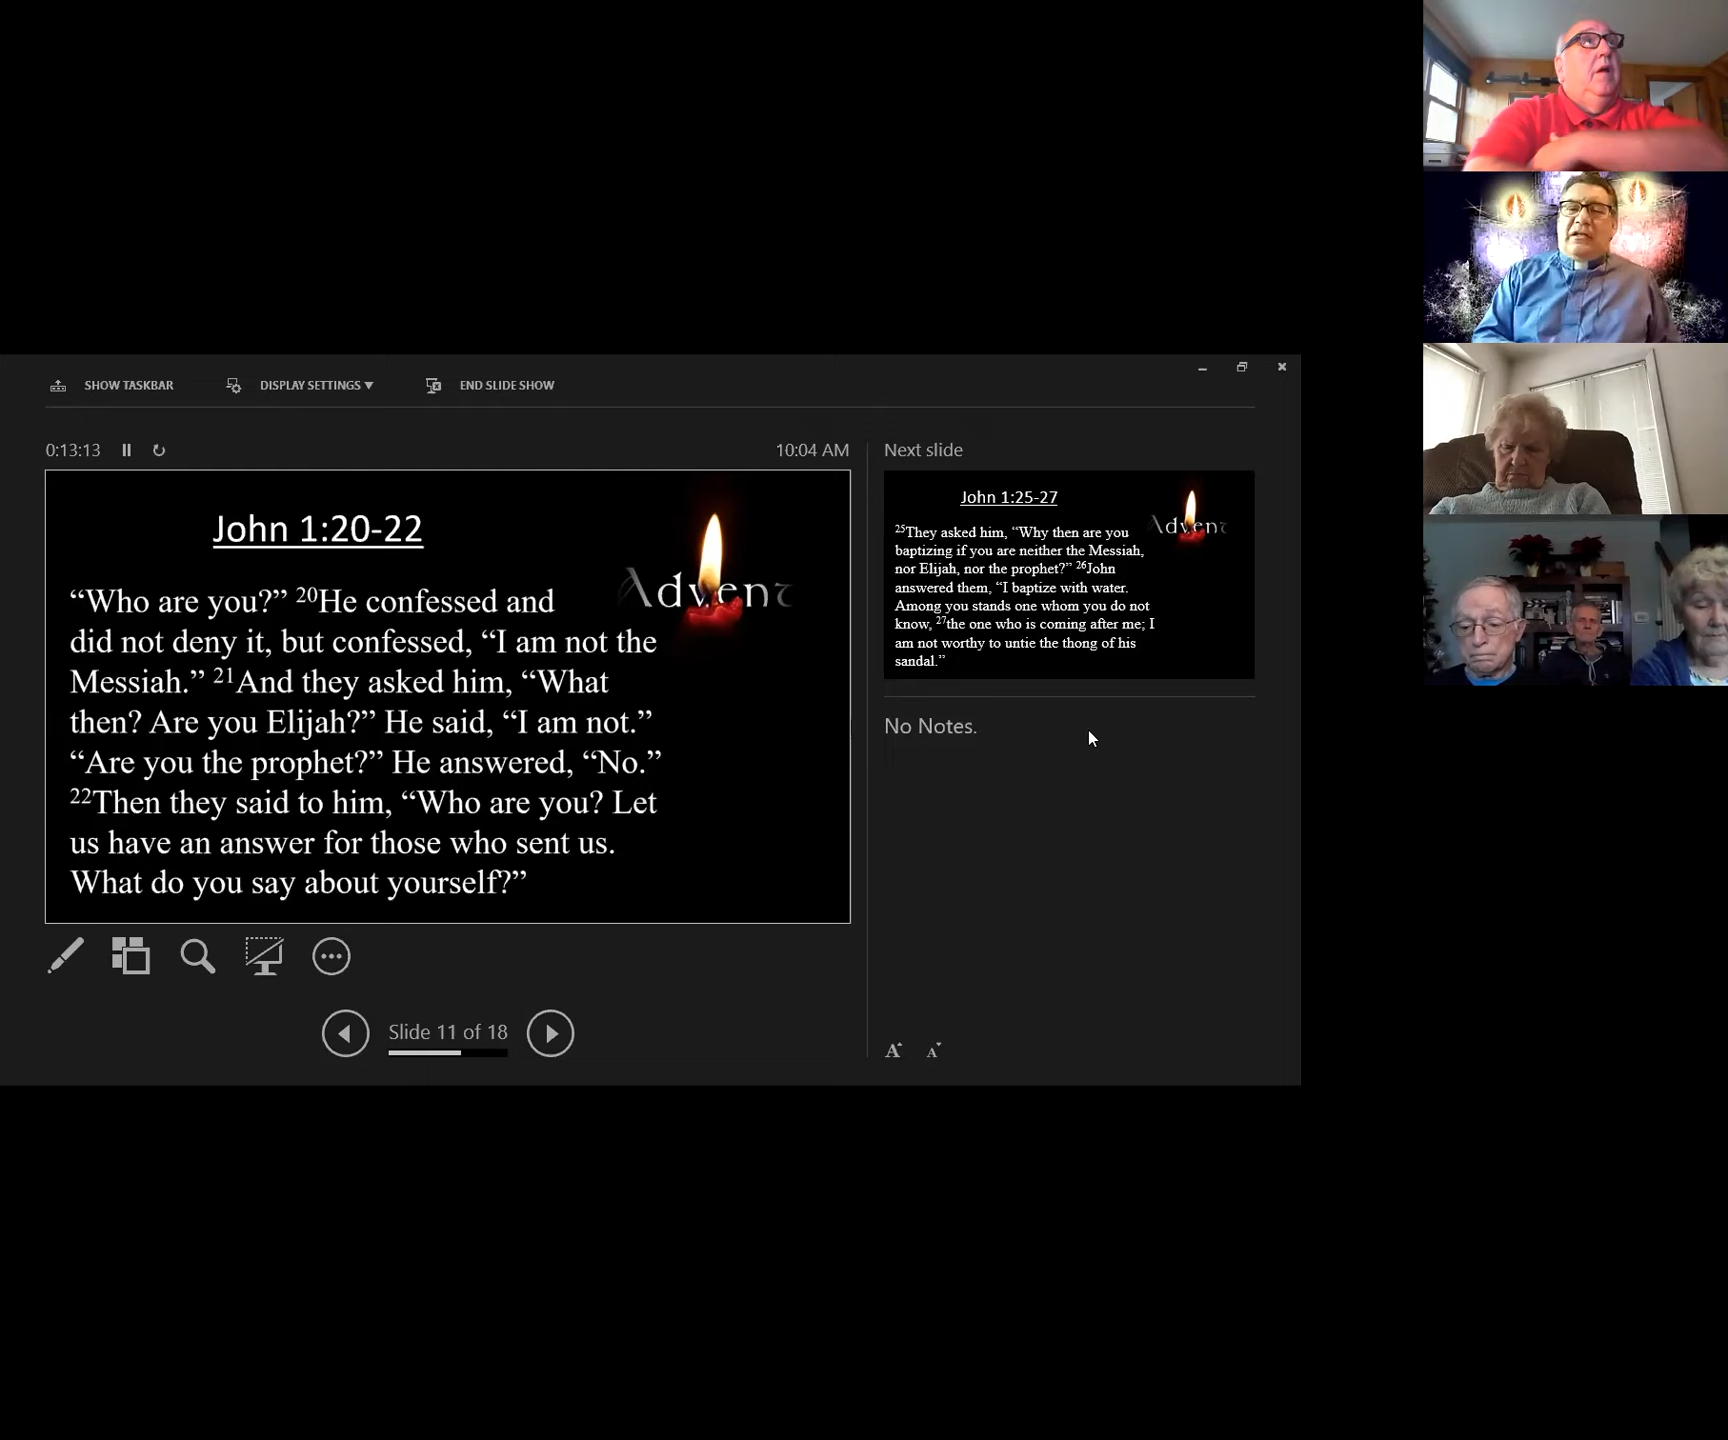 SHOW TASKBAR DISPLAY SETTINGS ▼ END SLIDE SHOW
0:13:13 10:04 AM
John 1:20-22
Advent
“Who are you?” 20He confessed and
did not deny it, but confessed, “I am not the
Messiah.” 21And they asked him, “What
then? Are you Elijah?” He said, “I am not.”
“Are you the prophet?” He answered, “No.”
22Then they said to him, “Who are you? Let
us have an answer for those who sent us.
What do you say about yourself?”
Slide 11 of 18
Next slide
John 1:25-27
Advent
25They asked him, “Why then are you
baptizing if you are neither the Messiah,
nor Elijah, nor the prophet?” 26John
answered them, “I baptize with water.
Among you stands one whom you do not
know, 27the one who is coming after me; I
am not worthy to untie the thong of his
sandal.”
No Notes.
A A